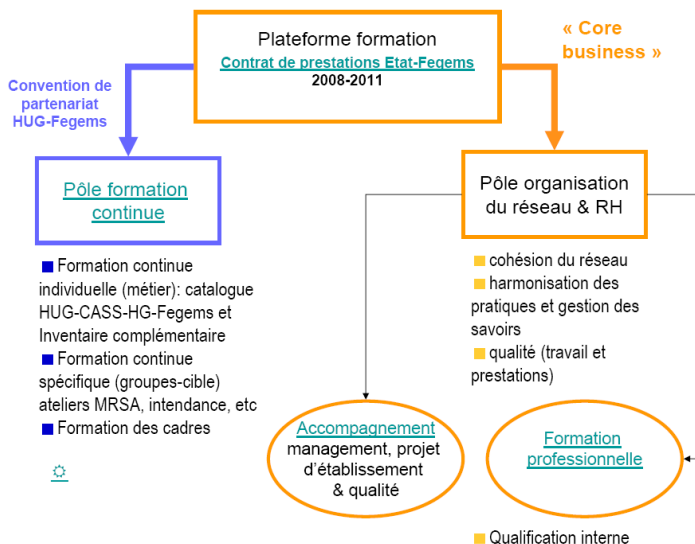 Plateforme formation
Contrat de prestations Etat-Fegems
2008-2011
« Core
business »
Convention de
partenariat
HUG-Fegems
Pôle formation
continue
Pôle organisation
du réseau & RH
Formation continue
individuelle (métier): catalogue
HUG-CASS-HG-Fegems et
Inventaire complémentaire
Formation continue
spécifique (groupes-cible)
ateliers MRSA, intendance, etc
Formation des cadres
cohésion du réseau
harmonisation des
pratiques et gestion des
savoirs
qualité (travail et
prestations)
Accompagnement
management, projet
d'établissement
& qualité
Formation
professionnelle
Qualification interne